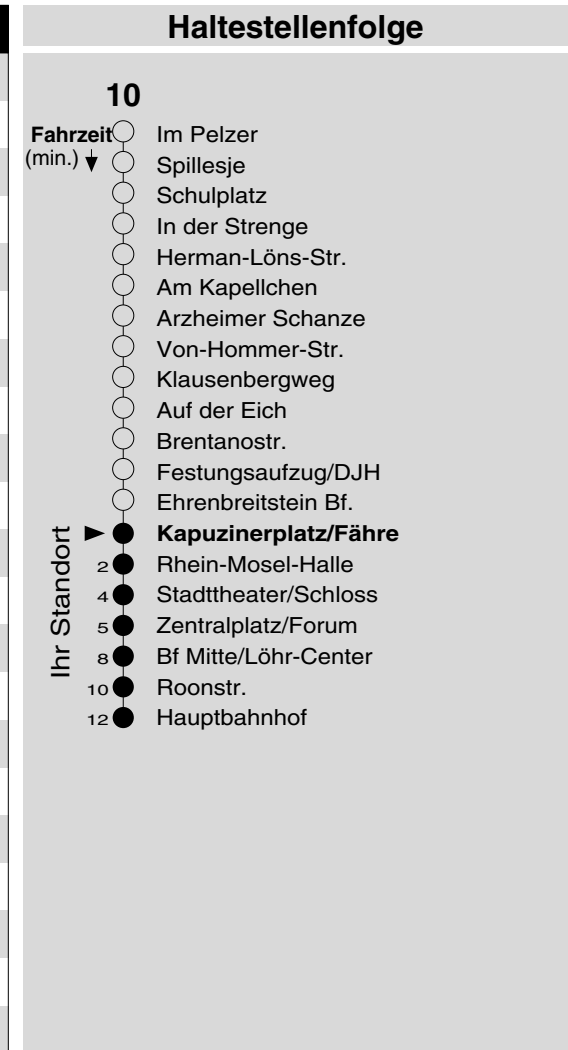 Haltestellenfolge
10
Fahrzeit
(min.)
Im Pelzer
Spillesje
Schulplatz
In der Strenge
Herman-Löns-Str.
Am Kapellchen
Arzheimer Schanze
Von-Hommer-Str.
Klausenbergweg
Auf der Eich
Brentanostr.
Festungsaufzug/DJH
Ehrenbreitstein Bf.
Ihr Standort
Kapuzinerplatz/Fähre
2 Rhein-Mosel-Halle
4 Stadttheater/Schloss
5 Zentralplatz/Forum
8 Bf Mitte/Löhr-Center
10 Roonstr.
12 Hauptbahnhof